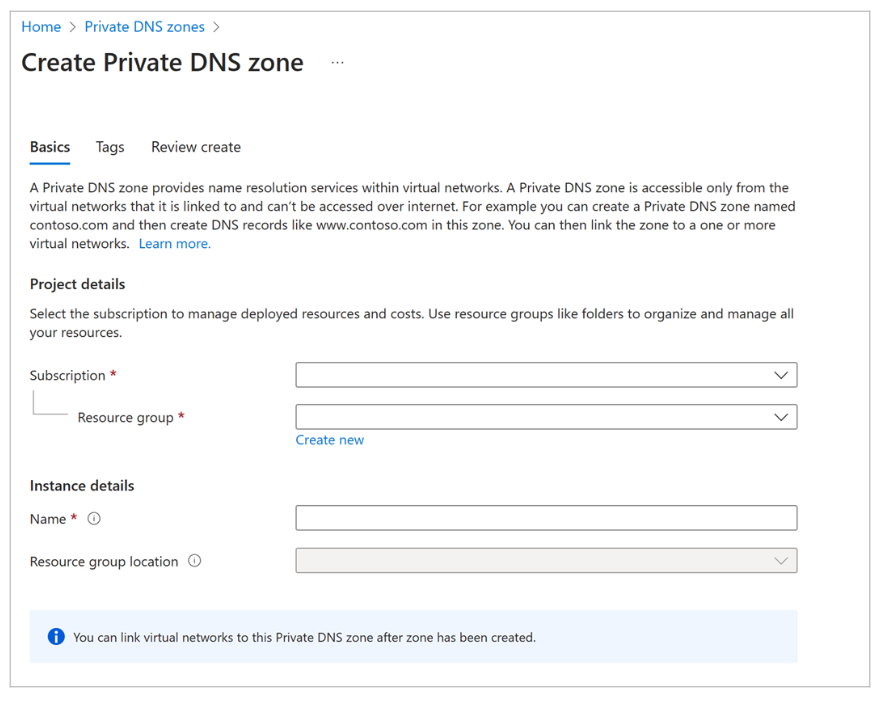 Home > Private DNS zones >
Create Private DNS zone ...
Basics Tags Review create
A Private DNS zone provides name resolution services within virtual networks. A Private DNS zone is accessible only from the
virtual networks that it is linked to and can't be accessed over internet. For example you can create a Private DNS zone named
contoso.com and then create DNS records like www.contoso.com in this zone. You can then link the zone to a one or more
virtual networks. Learn more.
Project details
Select the subscription to manage deployed resources and costs. Use resource groups like folders to organize and manage all
your resources.
Subscription *
Resource group *
Create new
Instance details
Name *
Resource group location
You can link virtual networks to this Private DNS zone after zone has been created.